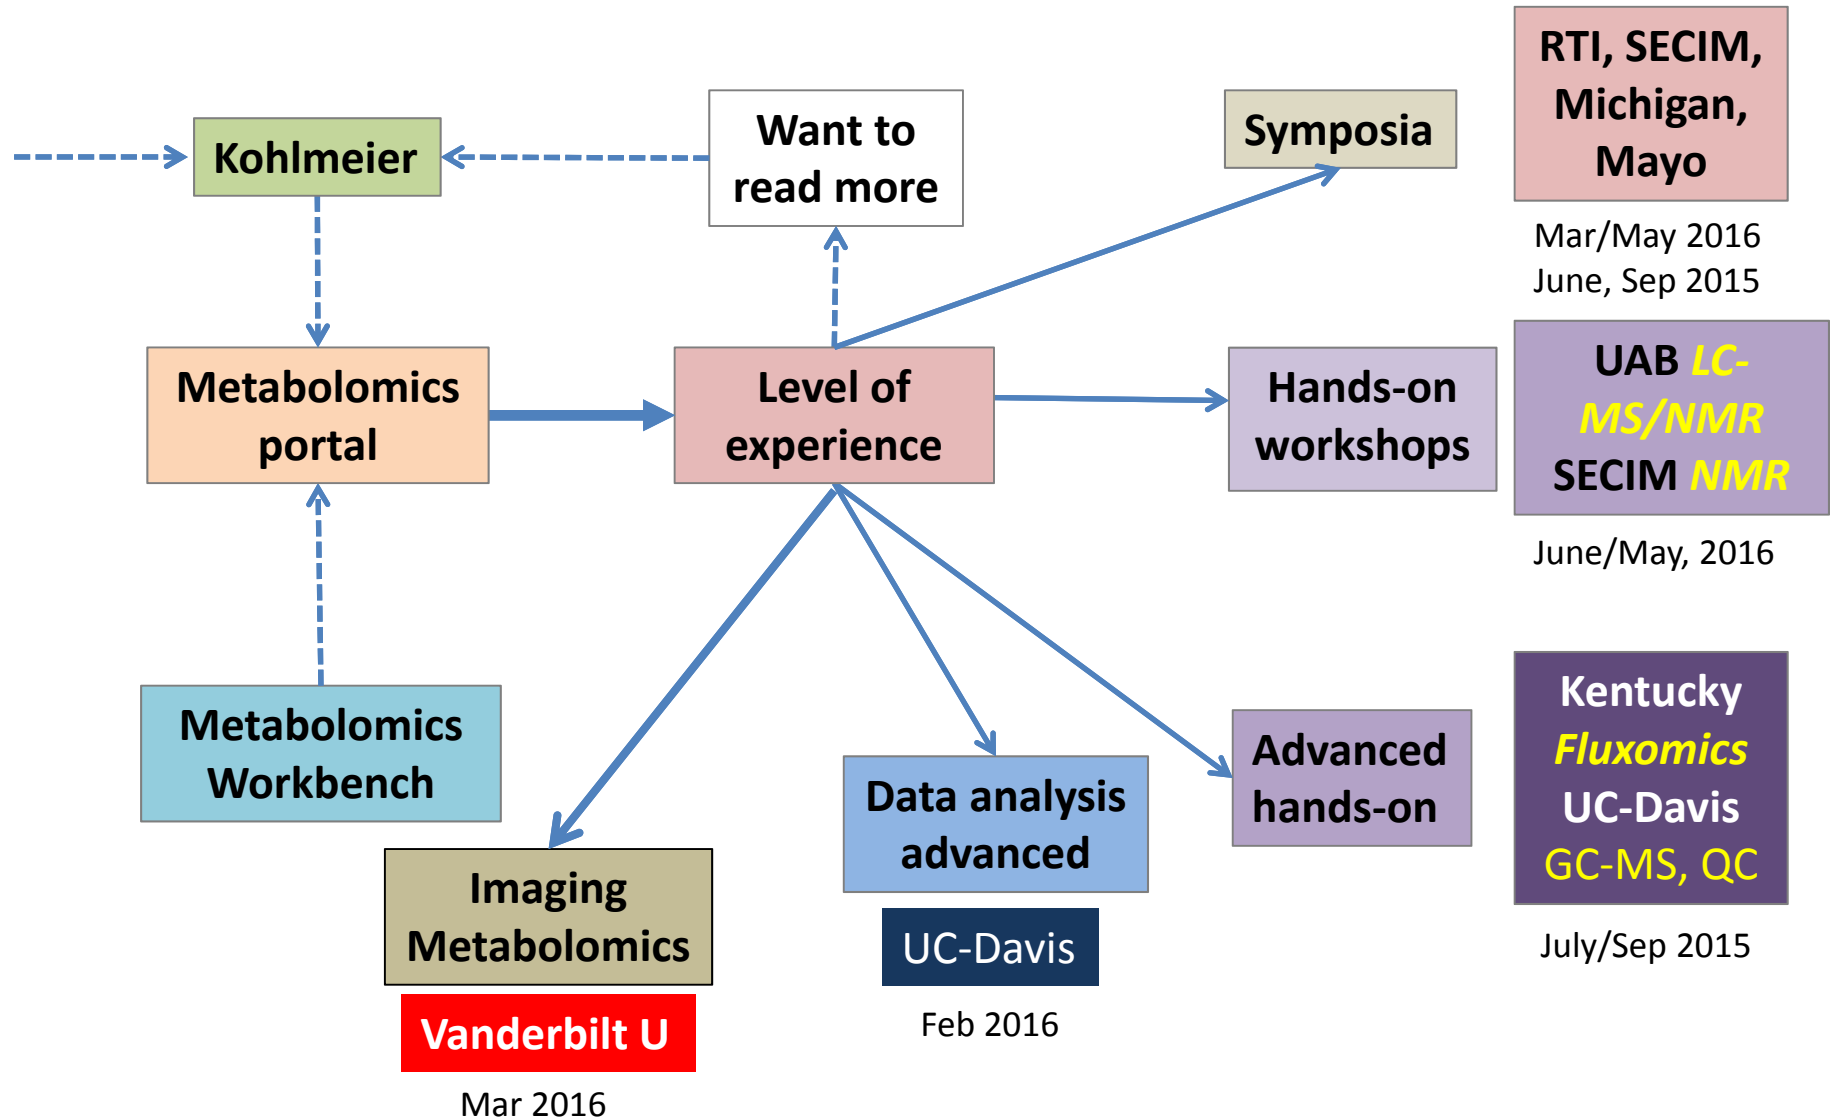 RTI, SECIM,
Michigan,
Mayo
Mar/May 2016
June, Sep 2015
Kohlmeier
Want to
read more
Symposia
Metabolomics
portal
Level of
experience
Hands-on
workshops
UAB LC-
MS/NMR
SECIM NMR
June/May, 2016
Metabolomics
Workbench
Imaging
Metabolomics
Vanderbilt U
Mar 2016
Data analysis
advanced
UC-Davis
Feb 2016
Advanced
hands-on
Kentucky
Fluxomics
UC-Davis
GC-MS, QC
July/Sep 2015